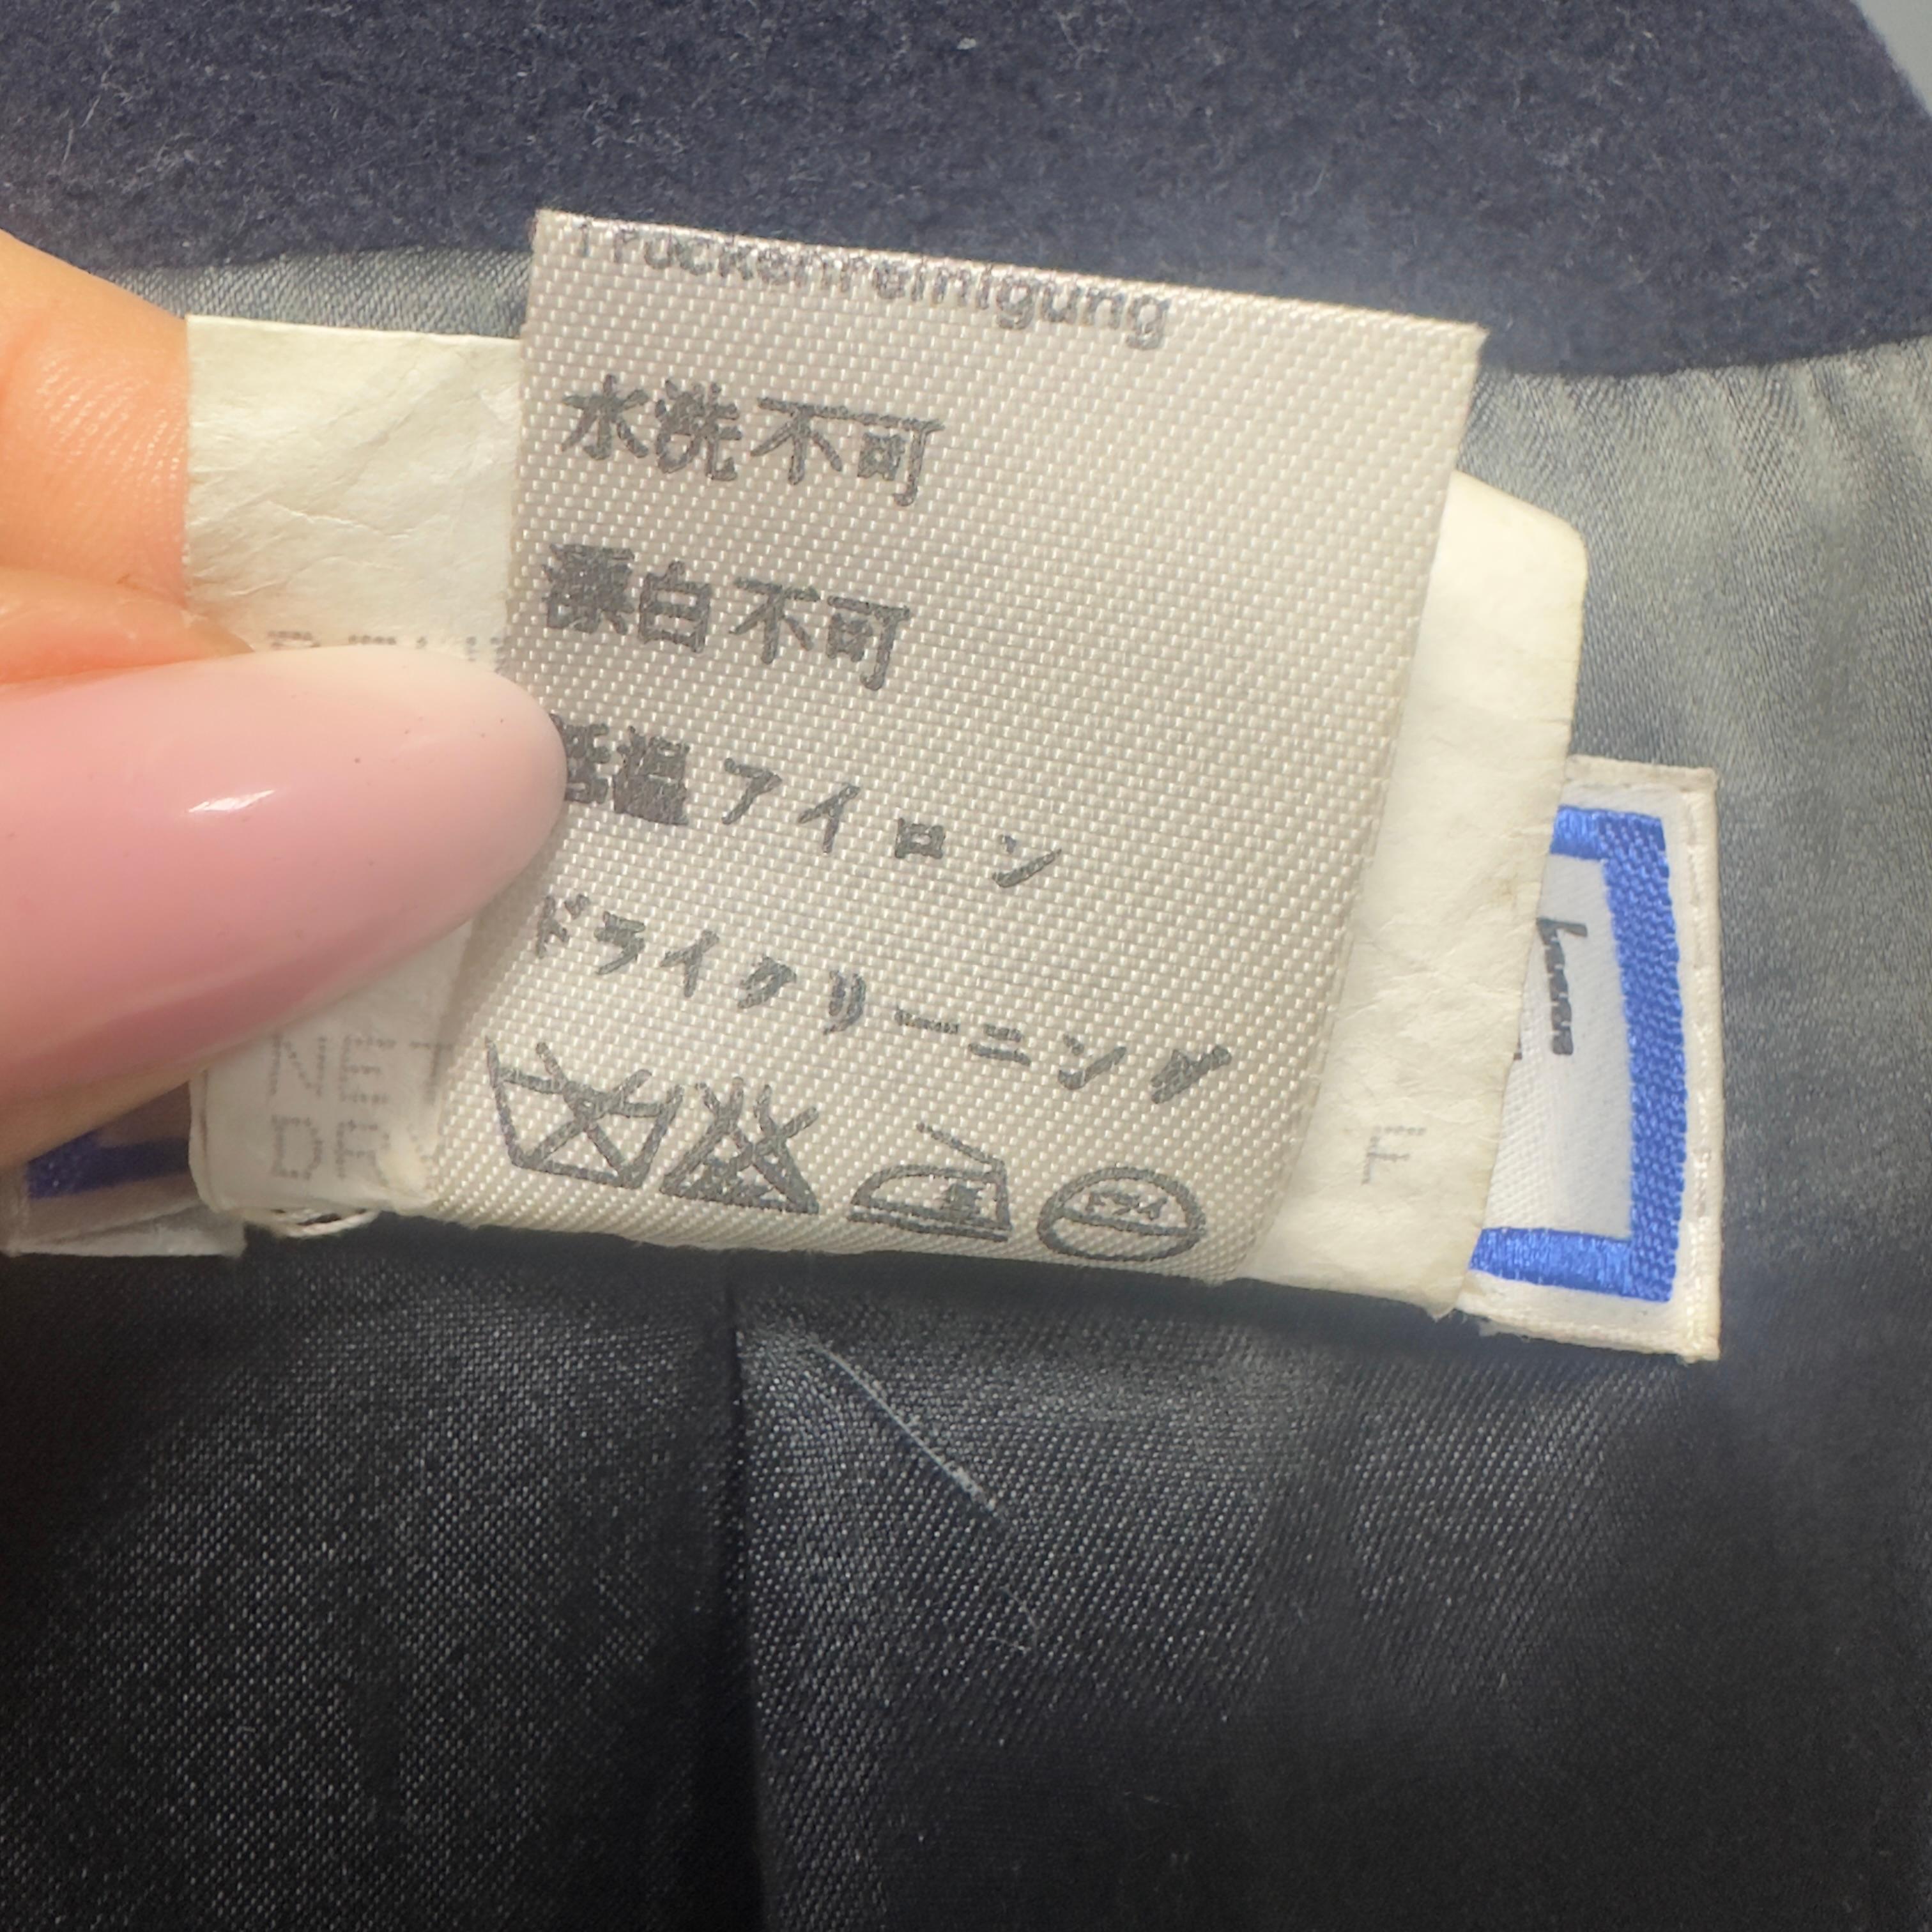 Trockenreinigung
水洗不可
漂白不可
低温アイロン
ドライクリーニング
NET
DRY